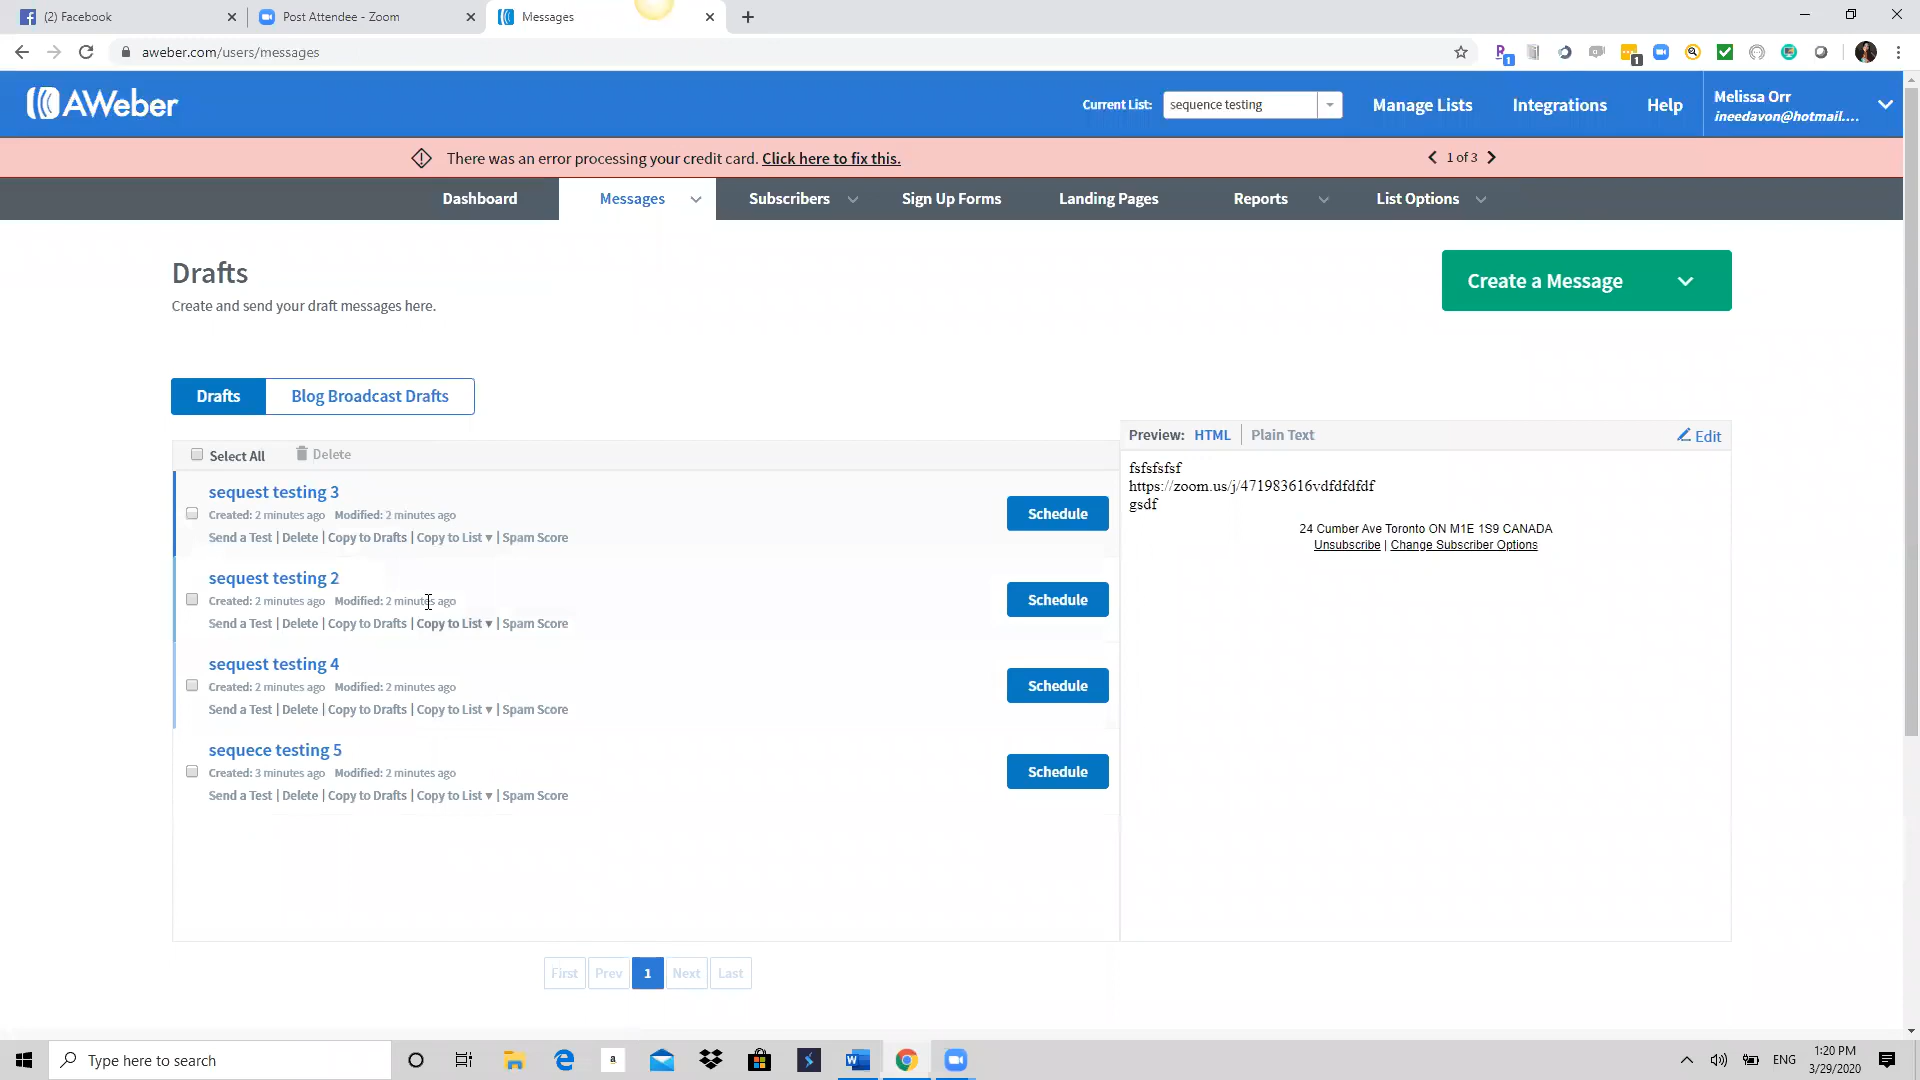 (2) Facebook
Post Attendee - Zoom
Messages
aweber.com/users/messages
1
1
AWeber
Current List: sequence testing
Manage Lists
Integrations
Help
Melissa Orr
ineedavon@hotmail....
There was an error processing your credit card. Click here to fix this.
1 of 3
Dashboard
Messages
Subscribers
Sign Up Forms
Landing Pages
Reports
List Options
Drafts
Create and send your draft messages here.
Create a Message
Drafts
Blog Broadcast Drafts
Select All
Delete
sequest testing 3
Created: 2 minutes ago Modified: 2 minutes ago
Send a Test | Delete | Copy to Drafts | Copy to List ▾ | Spam Score
Schedule
sequest testing 2
Created: 2 minutes ago Modified: 2 minutes ago
Send a Test | Delete | Copy to Drafts | Copy to List ▾ | Spam Score
Schedule
sequest testing 4
Created: 2 minutes ago Modified: 2 minutes ago
Send a Test | Delete | Copy to Drafts | Copy to List ▾ | Spam Score
Schedule
sequece testing 5
Created: 3 minutes ago Modified: 2 minutes ago
Send a Test | Delete | Copy to Drafts | Copy to List ▾ | Spam Score
Schedule
Preview: HTML | Plain Text
Edit
fsfsfsfsf
https://zoom.us/j/471983616vdfdfdfdf
gsdf
24 Cumber Ave Toronto ON M1E 1S9 CANADA
Unsubscribe | Change Subscriber Options
First Prev 1 Next Last
Type here to search
ENG
1:20 PM
3/29/2020